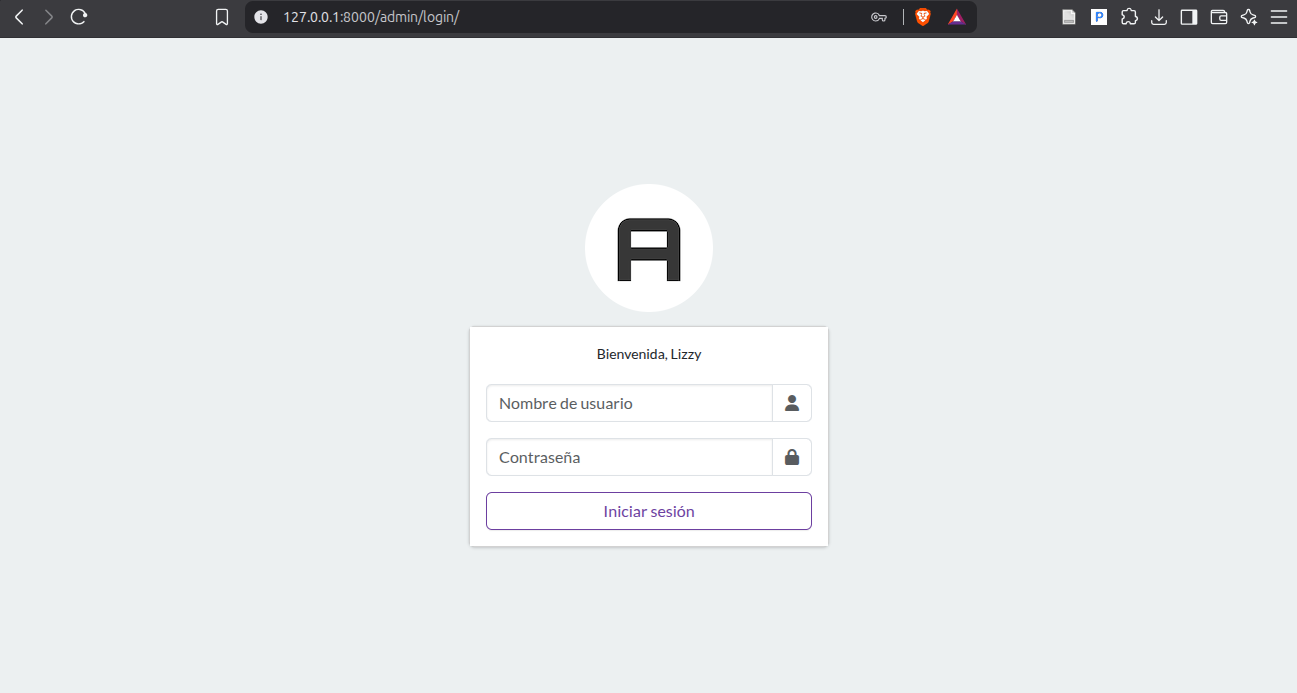 127.0.0.1:8000/admin/login/
P
A
Bienvenida, Lizzy
Nombre de usuario
Contraseña
Iniciar sesión